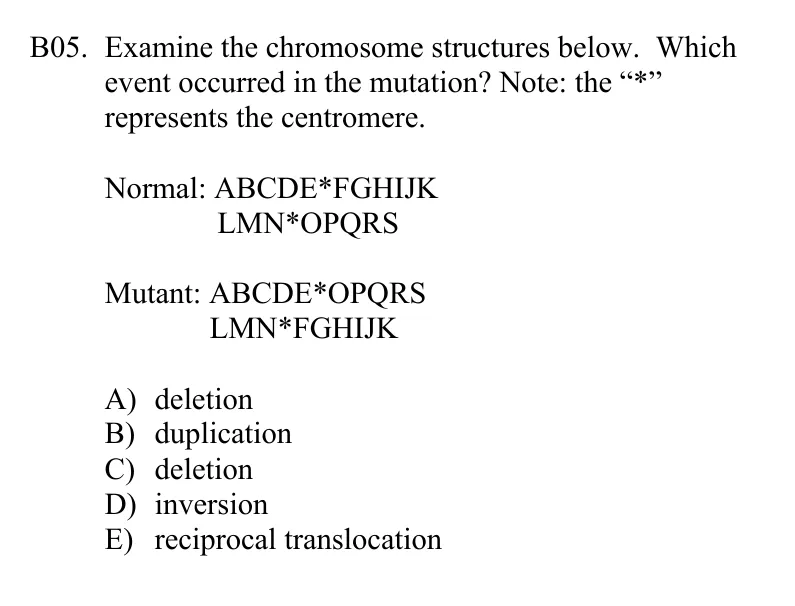 B05. Examine the chromosome structures below. Which
event occurred in the mutation? Note: the “*”
represents the centromere.
Normal: ABCDE*FGHIJK
LMN*OPQRS
Mutant: ABCDE*OPQRS
LMN*FGHIJK
A) deletion
B) duplication
C) deletion
D) inversion
E) reciprocal translocation